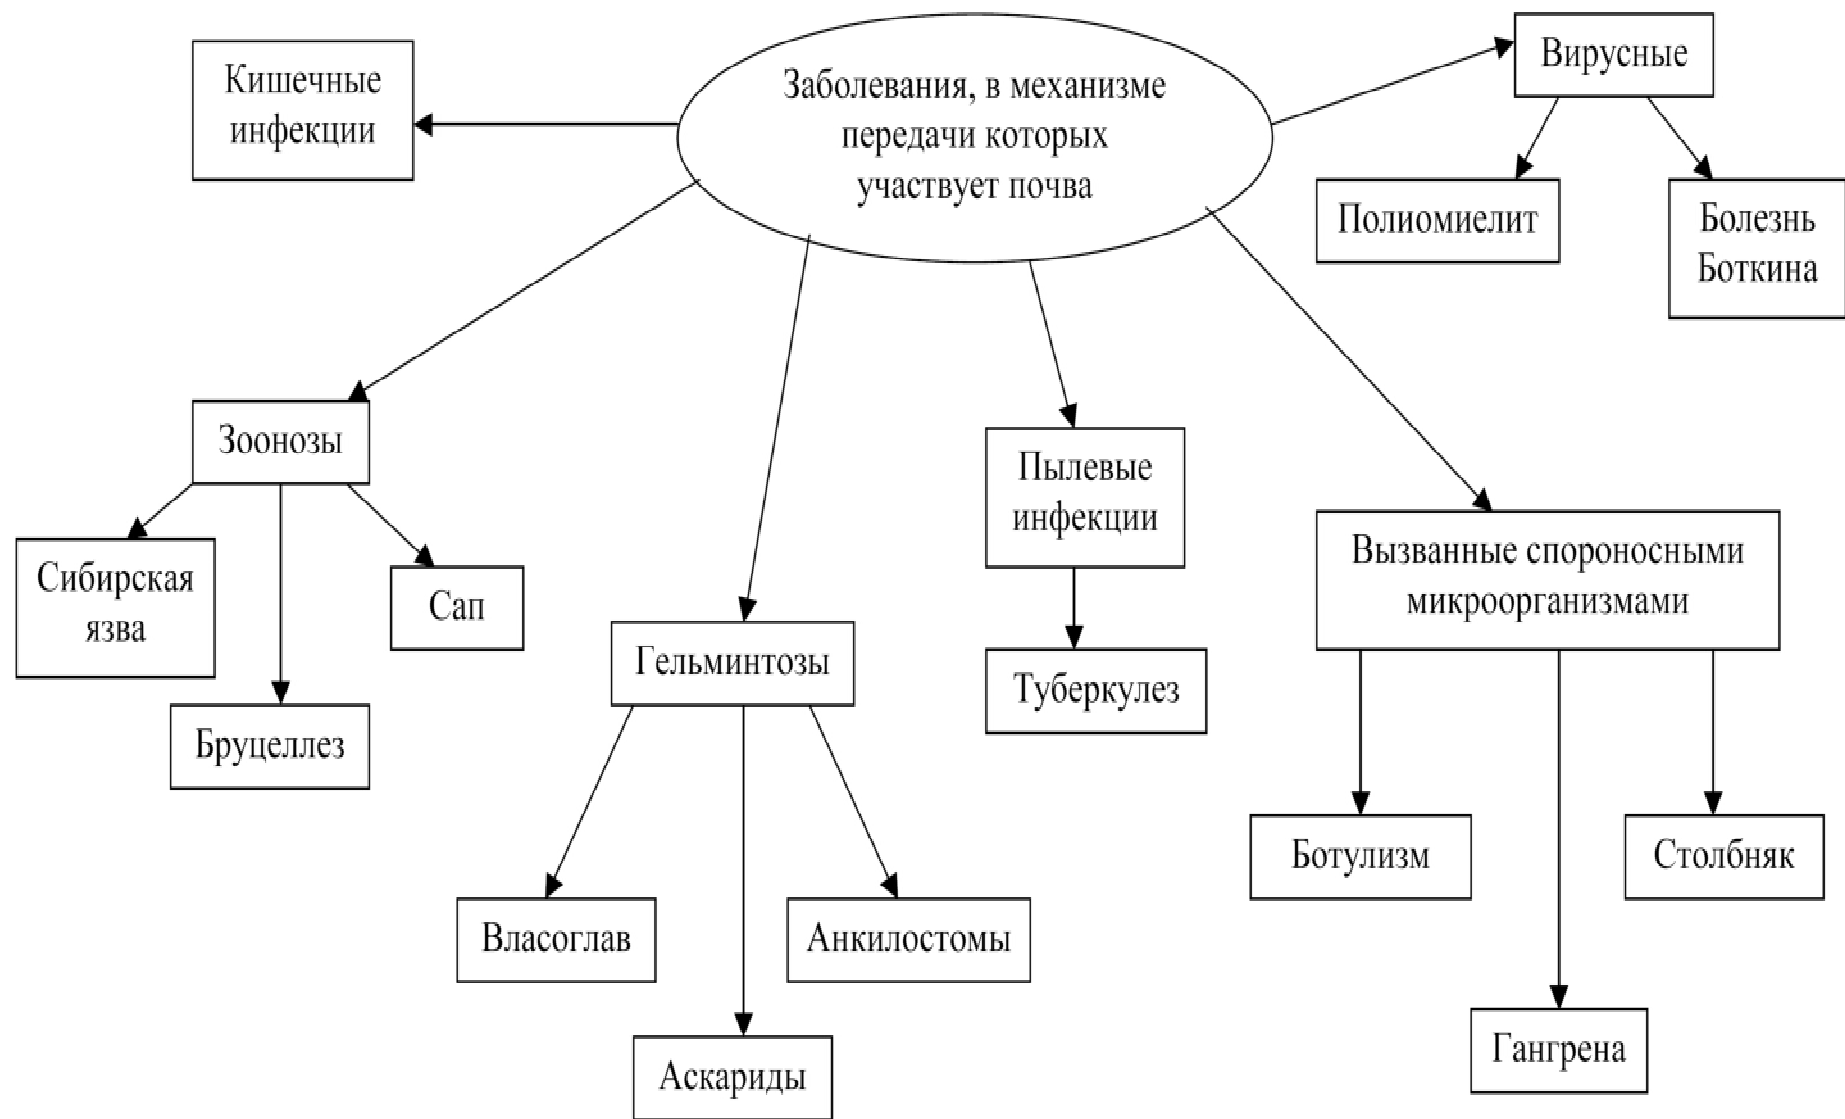 Заболевания, в механизме
передачи которых
участвует почва
Кишечные
инфекции
Вирусные
Полиомиелит
Болезнь
Боткина
Зоонозы
Сибирская
язва
Бруцеллез
Сап
Гельминтозы
Власоглав
Аскариды
Анкилостомы
Пылевые
инфекции
Туберкулез
Вызванные спороносными
микроорганизмами
Ботулизм
Гангрена
Столбняк